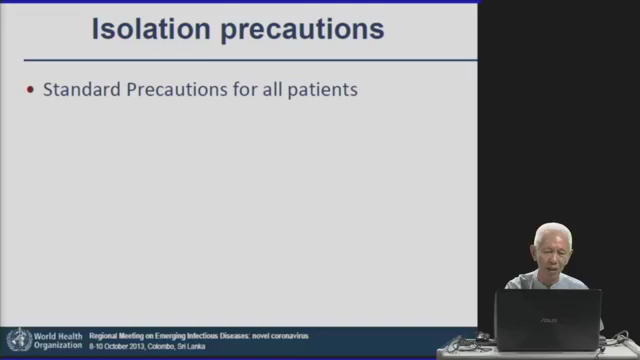 Isolation precautions
• Standard Precautions for all patients
World Health
Organization
Regional Meeting on Emerging Infectious Diseases: novel coronavirus
8-10 October 2013, Colombo, Sri Lanka
ASUS